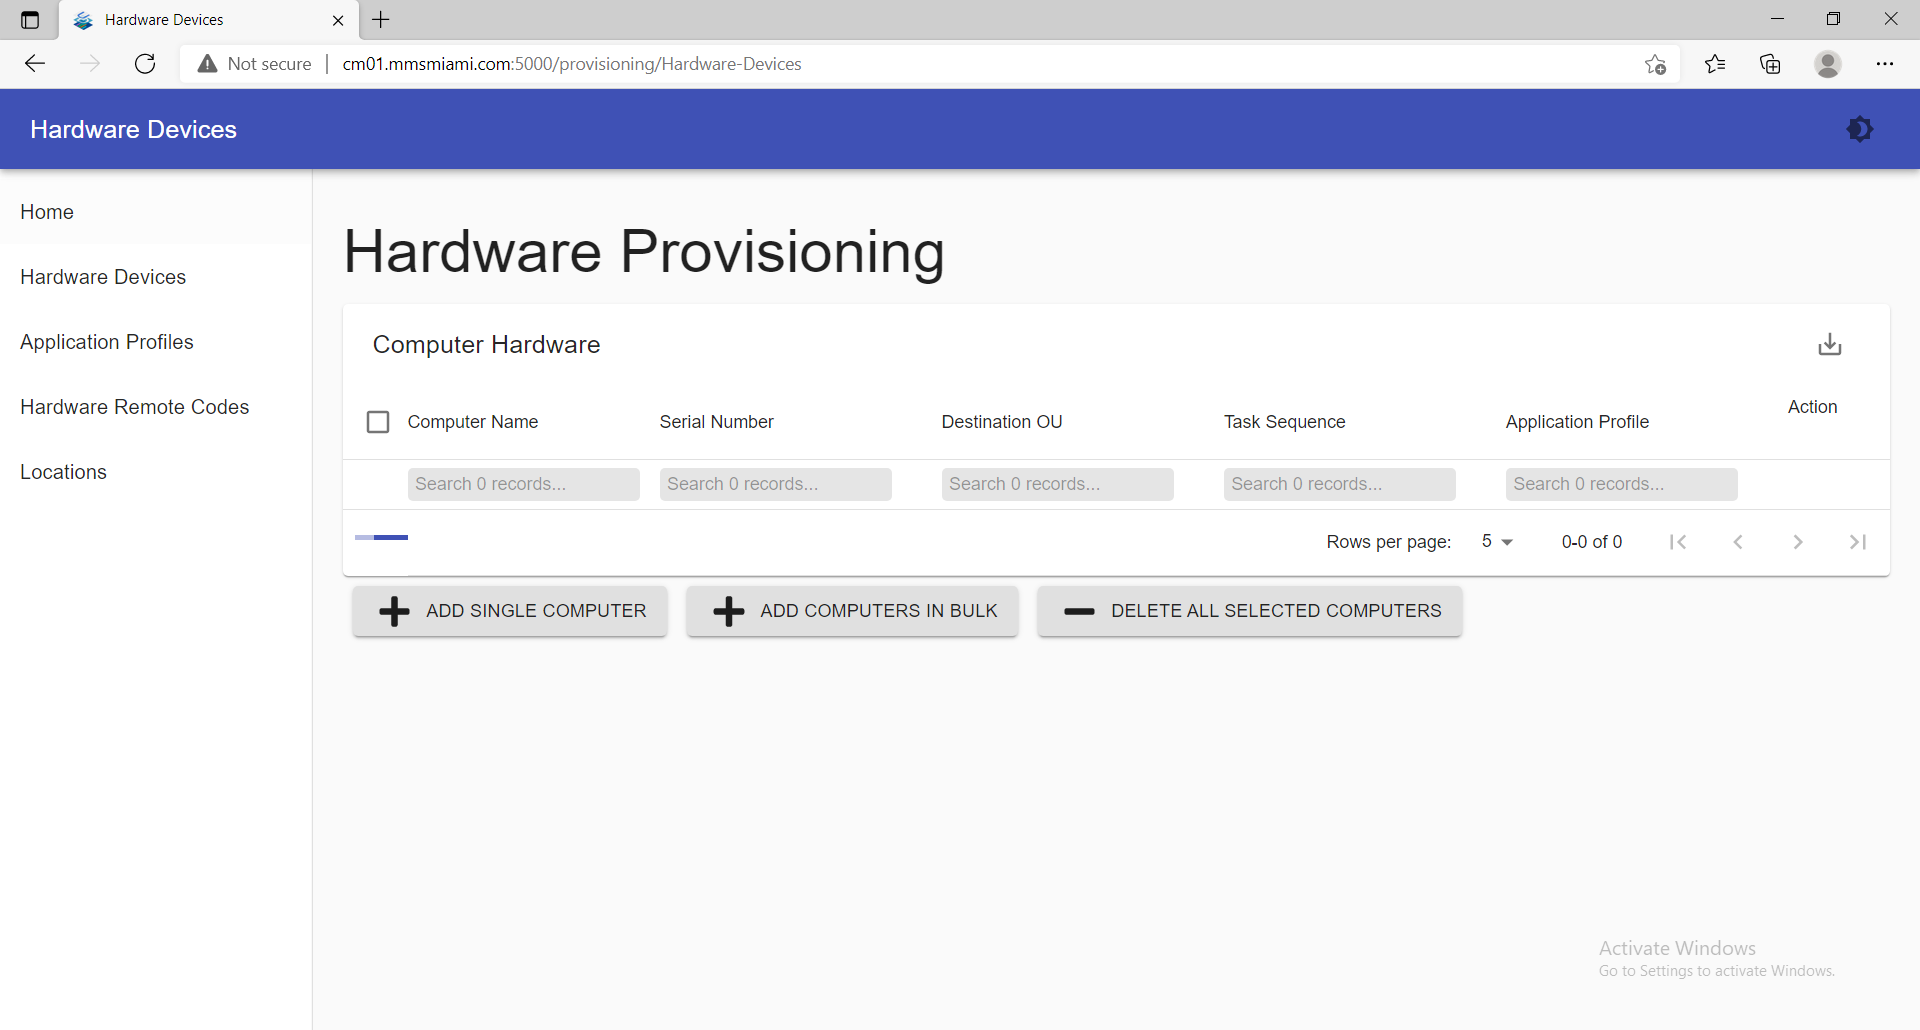 Hardware Devices
Not secure
cm01.mmsmiami.com:5000/provisioning/Hardware-Devices
Hardware Devices
Home
Hardware Devices
Application Profiles
Hardware Remote Codes
Locations
Hardware Provisioning
Computer Hardware
Computer Name Serial Number Destination OU Task Sequence Application Profile Action
Search 0 records... Search 0 records... Search 0 records... Search 0 records... Search 0 records...
Rows per page: 5 0-0 of 0
ADD SINGLE COMPUTER ADD COMPUTERS IN BULK DELETE ALL SELECTED COMPUTERS
Activate Windows
Go to Settings to activate Windows.